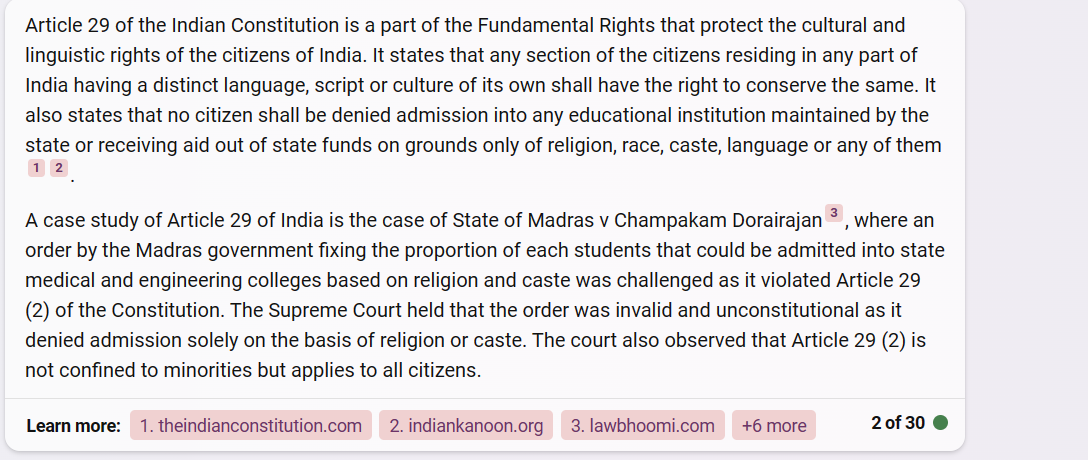 Article 29 of the Indian Constitution is a part of the Fundamental Rights that protect the cultural and
linguistic rights of the citizens of India. It states that any section of the citizens residing in any part of
India having a distinct language, script or culture of its own shall have the right to conserve the same. It
also states that no citizen shall be denied admission into any educational institution maintained by the
state or receiving aid out of state funds on grounds only of religion, race, caste, language or any of them
1 2 .
A case study of Article 29 of India is the case of State of Madras v Champakam Dorairajan 3 , where an
order by the Madras government fixing the proportion of each students that could be admitted into state
medical and engineering colleges based on religion and caste was challenged as it violated Article 29
(2) of the Constitution. The Supreme Court held that the order was invalid and unconstitutional as it
denied admission solely on the basis of religion or caste. The court also observed that Article 29 (2) is
not confined to minorities but applies to all citizens.
Learn more: 1. theindianconstitution.com 2. indiankanoon.org 3. lawbhoomi.com +6 more 2 of 30